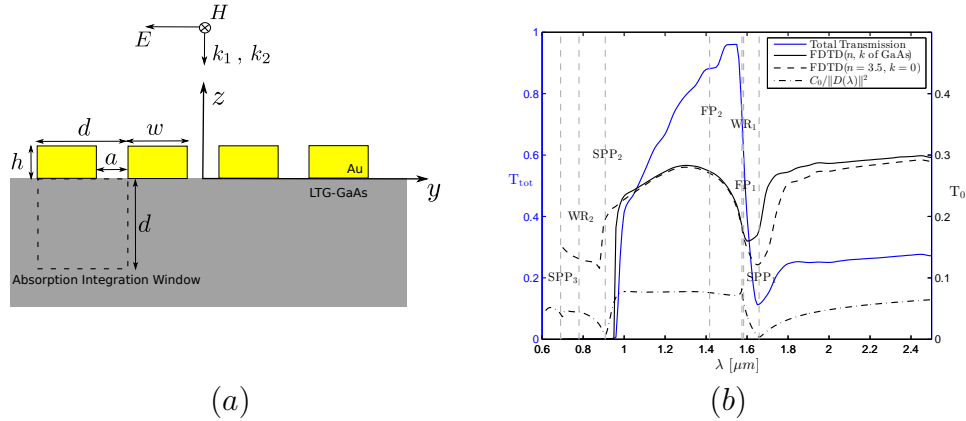 H
E
k₁ , k₂
z
d
w
h
a
Au
LTG-GaAs
y
d
Absorption Integration Window
(a)
Total Transmission
FDTD(n, k of GaAs)
FDTD(n = 3.5, k=0)
C₀/‖D(λ)‖²
1
0.8
0.6
0.4
0.2
0
T_tot
0.4
0.3
0.2
0.1
0
T₀
FP₂
WR₁
SPP₂
FP₁
WR₂
SPP₃
SPP₁
0.6 0.8 1 1.2 1.4 1.6 1.8 2 2.2 2.4
λ [μm]
(b)